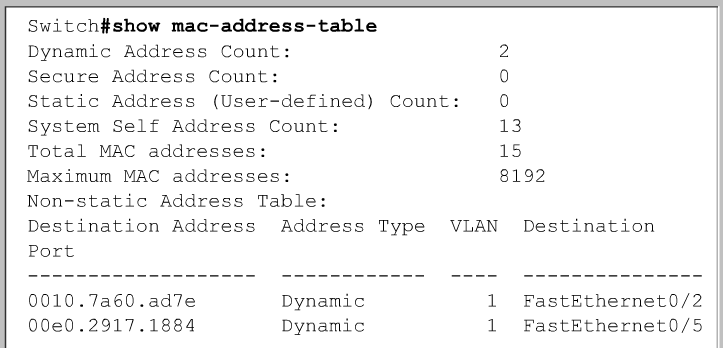 Switch#show mac-address-table
Dynamic Address Count: 2
Secure Address Count: 0
Static Address (User-defined) Count: 0
System Self Address Count: 13
Total MAC addresses: 15
Maximum MAC addresses: 8192
Non-static Address Table:
Destination Address Address Type VLAN Destination
Port
------------------- ------------ ---- ---------------
0010.7a60.ad7e Dynamic 1 FastEthernet0/2
00e0.2917.1884 Dynamic 1 FastEthernet0/5